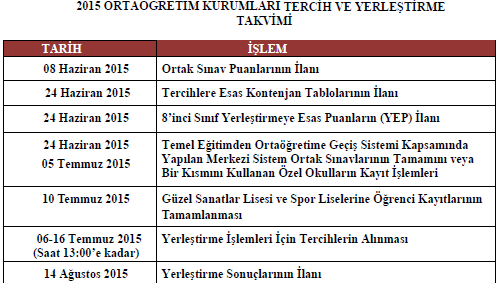 2015 ORTAÖĞRETİM KURUMLARI TERCİH VE YERLEŞTİRME
TAKVİMİ
TARİH İŞLEM
08 Haziran 2015 Ortak Sınav Puanlarının İlanı
24 Haziran 2015 Tercihlere Esas Kontenjan Tablolarının İlanı
24 Haziran 2015 8’inci Sınıf Yerleştirmeye Esas Puanların (YEP) İlanı
24 Haziran 2015
05 Temmuz 2015
Temel Eğitimden Ortaöğretime Geçiş Sistemi Kapsamında
Yapılan Merkezi Sistem Ortak Sınavlarının Tamamını veya
Bir Kısmını Kullanan Özel Okulların Kayıt İşlemleri
10 Temmuz 2015
Güzel Sanatlar Lisesi ve Spor Liselerine Öğrenci Kayıtlarının
Tamamlanması
06-16 Temmuz 2015
(Saat 13:00’e kadar)
Yerleştirme İşlemleri İçin Tercihlerin Alınması
14 Ağustos 2015 Yerleştirme Sonuçlarının İlanı